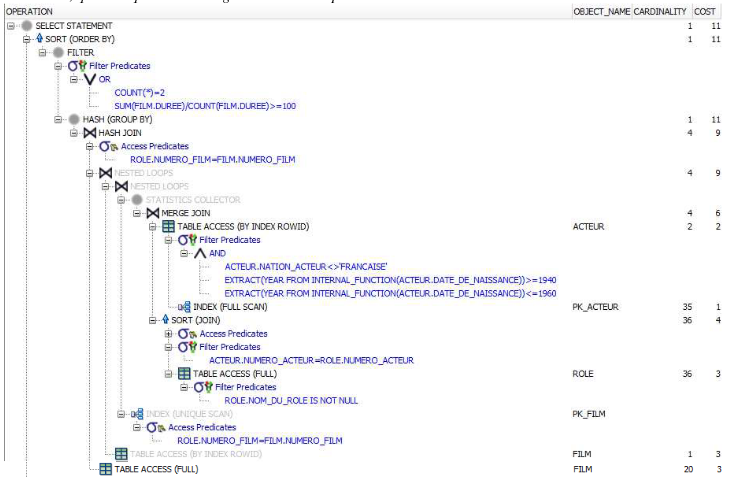 OPERATION OBJECT_NAME CARDINALITY COST
SELECT STATEMENT 1 11
SORT (ORDER BY) 1 11
FILTER
Filter Predicates
OR
COUNT(*)=2
SUM(FILM.DUREE)/COUNT(FILM.DUREE)>=100
HASH (GROUP BY) 1 11
HASH JOIN 4 9
Access Predicates
ROLE.NUMERO_FILM=FILM.NUMERO_FILM
NESTED LOOPS 4 9
NESTED LOOPS
STATISTICS COLLECTOR
MERGE JOIN 4 6
TABLE ACCESS (BY INDEX ROWID) ACTEUR 2 2
Filter Predicates
AND
ACTEUR.NATION_ACTEUR<>'FRANCAISE'
EXTRACT(YEAR FROM INTERNAL_FUNCTION(ACTEUR.DATE_DE_NAISSANCE))>=1940
EXTRACT(YEAR FROM INTERNAL_FUNCTION(ACTEUR.DATE_DE_NAISSANCE))<=1960
INDEX (FULL SCAN) PK_ACTEUR 35 1
SORT (JOIN) 36 4
Access Predicates
Filter Predicates
ACTEUR.NUMERO_ACTEUR=ROLE.NUMERO_ACTEUR
TABLE ACCESS (FULL) ROLE 36 3
Filter Predicates
ROLE.NOM_DU_ROLE IS NOT NULL
INDEX (UNIQUE SCAN) PK_FILM
Access Predicates
ROLE.NUMERO_FILM=FILM.NUMERO_FILM
TABLE ACCESS (BY INDEX ROWID) FILM 1 3
TABLE ACCESS (FULL) FILM 20 3